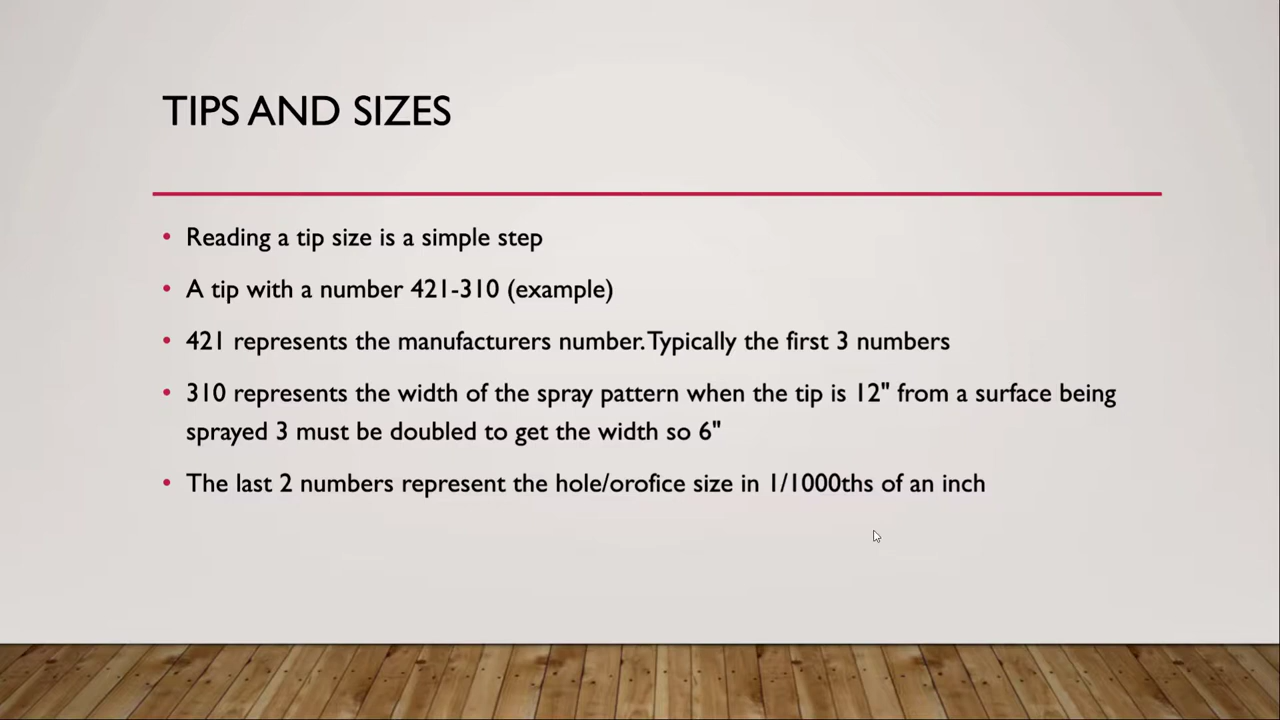 TIPS AND SIZES
• Reading a tip size is a simple step
• A tip with a number 421-310 (example)
• 421 represents the manufacturers number. Typically the first 3 numbers
• 310 represents the width of the spray pattern when the tip is 12" from a surface being
sprayed 3 must be doubled to get the width so 6"
• The last 2 numbers represent the hole/orofice size in 1/1000ths of an inch